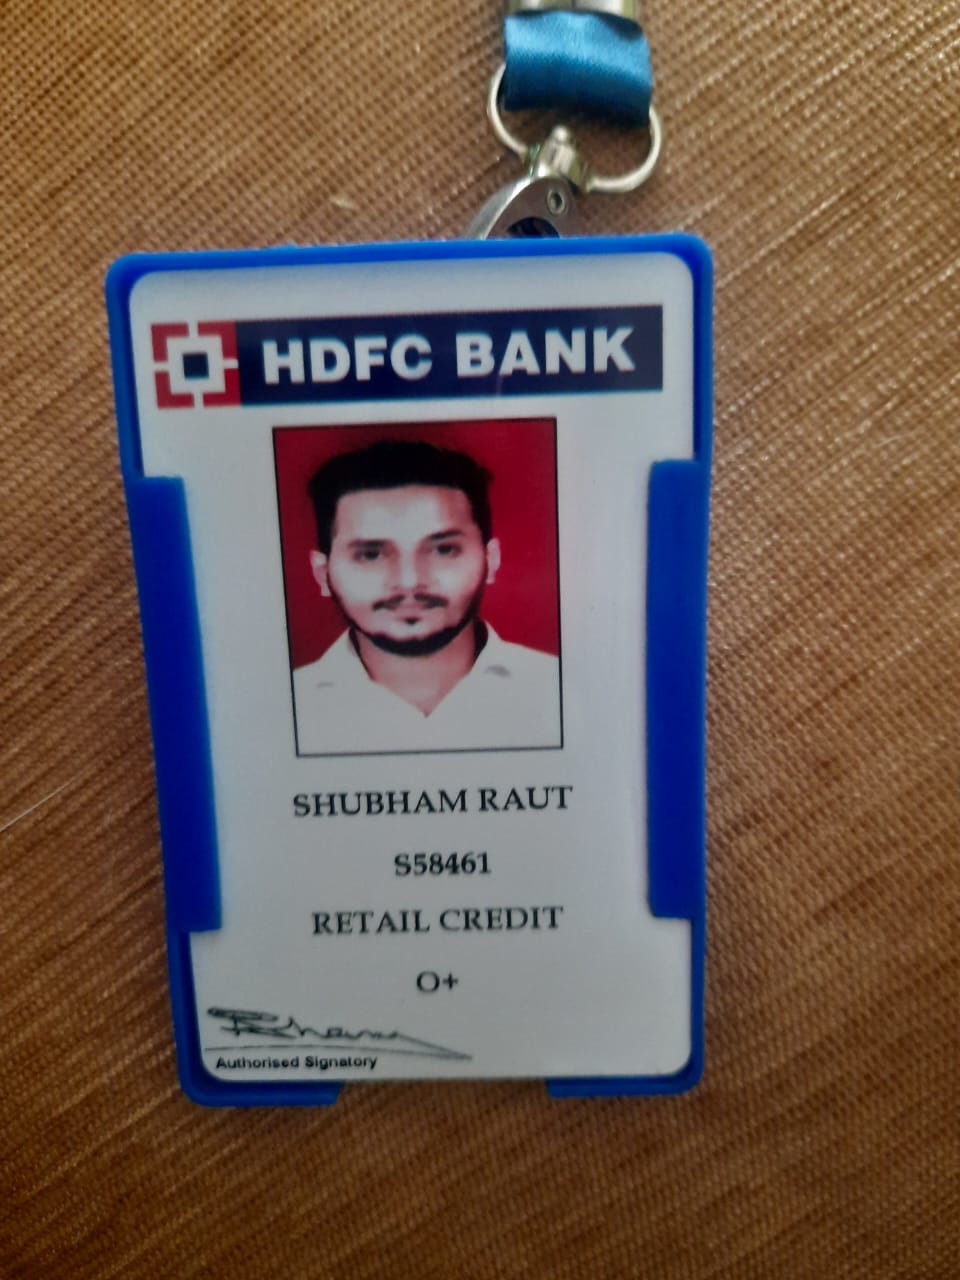 HDFC BANK
SHUBHAM RAUT
S58461
RETAIL CREDIT
O+
Authorised Signatory